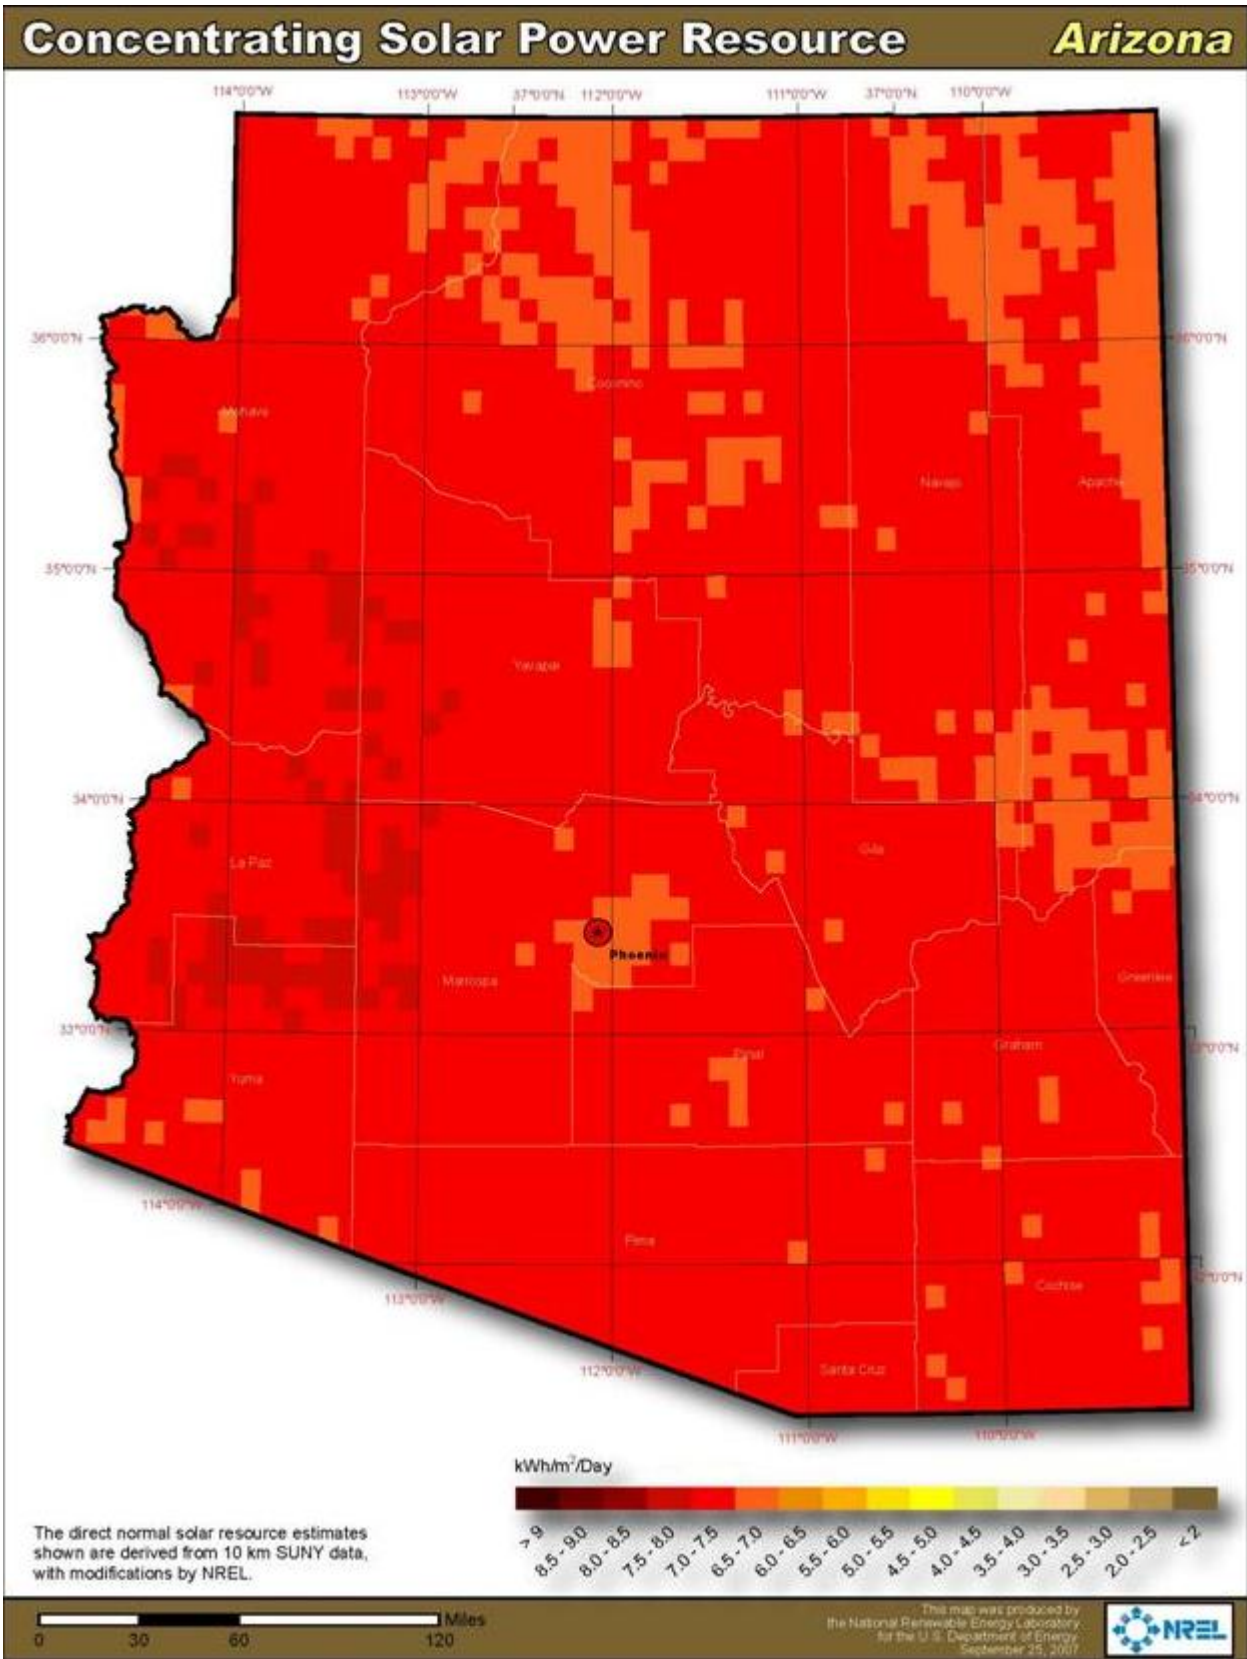 Concentrating Solar Power Resource Arizona
114°0'0"W 113°0'0"W 37°0'0"N 112°0'0"W 111°0'0"W 37°0'0"N 110°0'0"W
36°0'0"N 36°0'0"N
Coconino
Mohave
Navajo Apache
35°0'0"N 35°0'0"N
Yavapai
34°0'0"N 34°0'0"N
La Paz Gila
Phoenix
Maricopa Greenlee
33°0'0"N 33°0'0"N
Pinal Graham
Yuma
114°0'0"W
Pima
32°0'0"N
Cochise
113°0'0"W
112°0'0"W Santa Cruz
111°0'0"W 110°0'0"W
kWh/m²/Day
> 9 8.5 - 9.0 8.0 - 8.5 7.5 - 8.0 7.0 - 7.5 6.5 - 7.0 6.0 - 6.5 5.5 - 6.0 5.0 - 5.5 4.5 - 5.0 4.0 - 4.5 3.5 - 4.0 3.0 - 3.5 2.5 - 3.0 2.0 - 2.5 < 2
The direct normal solar resource estimates
shown are derived from 10 km SUNY data,
with modifications by NREL.
Miles
0 30 60 120
This map was produced by
the National Renewable Energy Laboratory
for the U.S. Department of Energy
September 25, 2007
NREL